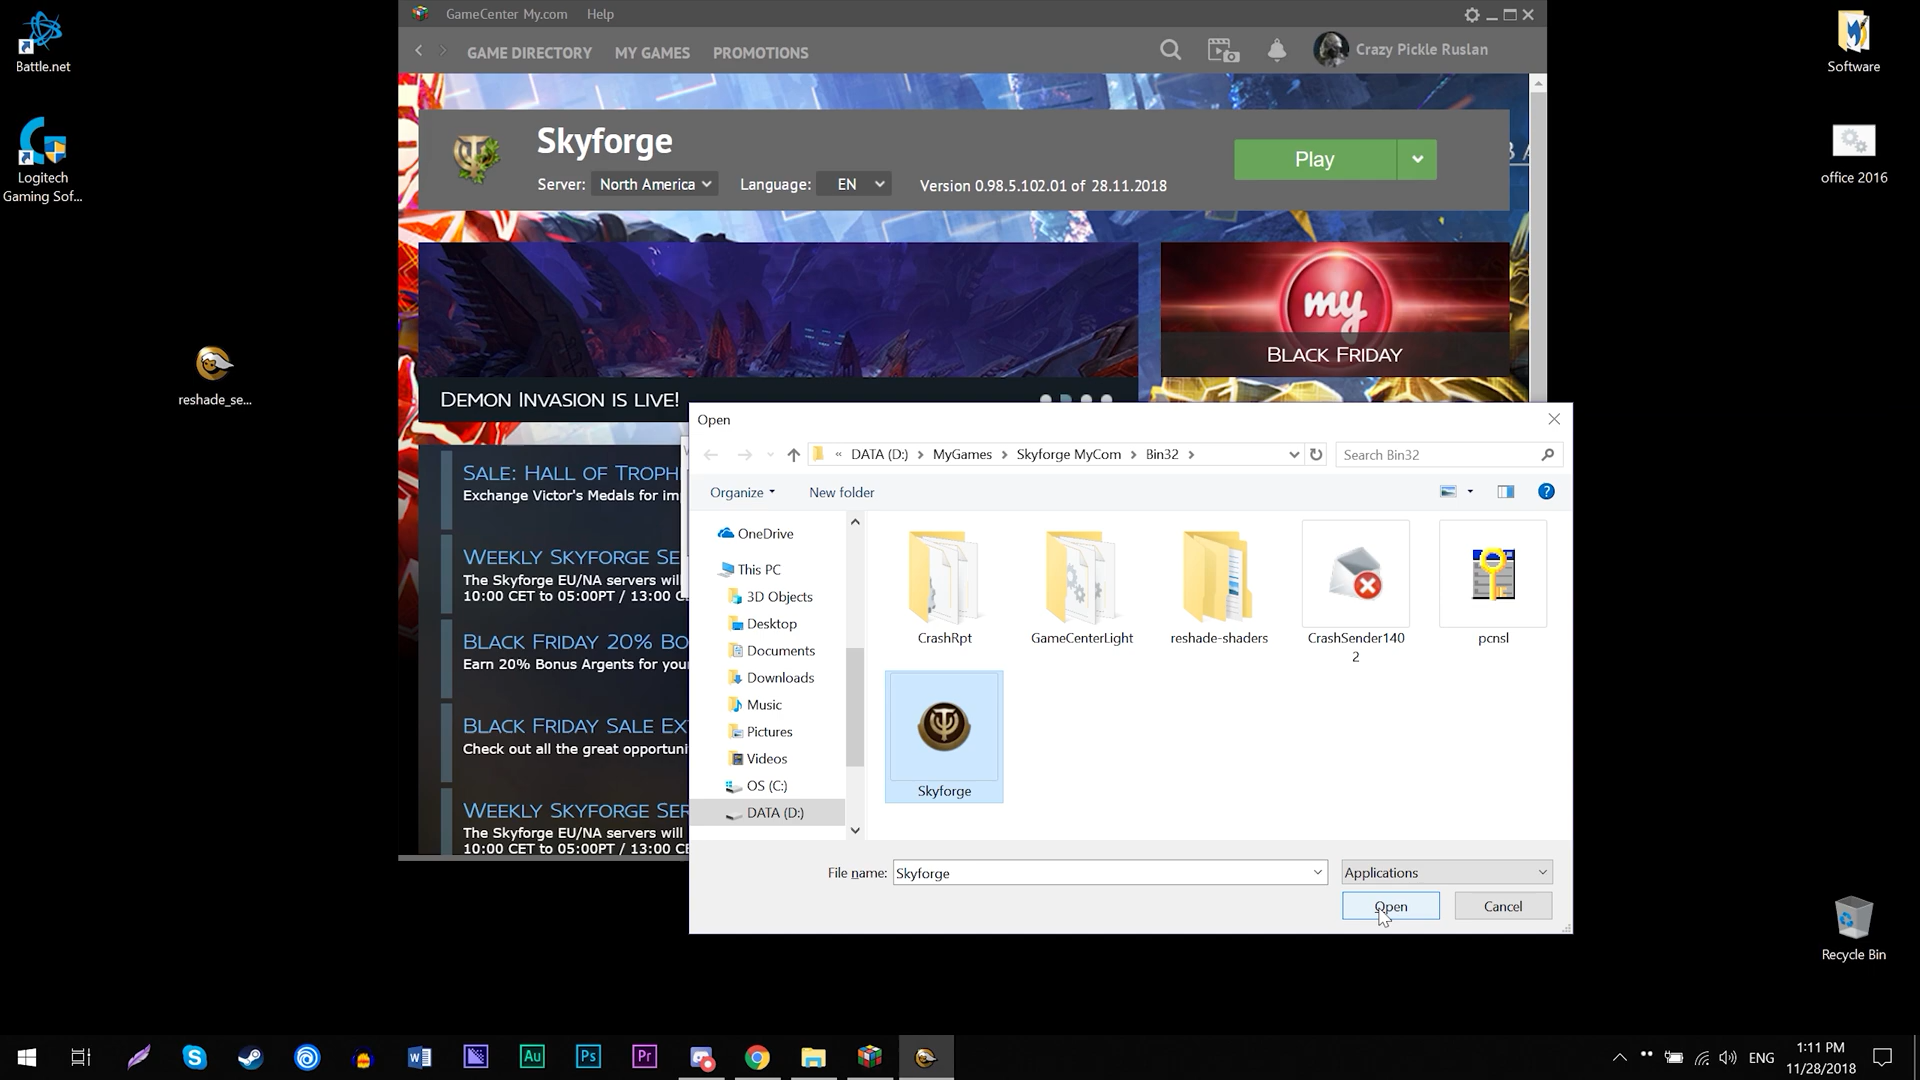 Battle.net
Logitech
Gaming Sof...
reshade_se...
GameCenter My.com Help
GAME DIRECTORY MY GAMES PROMOTIONS
Crazy Pickle Ruslan
Skyforge
Server: North America Language: EN Version 0.98.5.102.01 of 28.11.2018
Play
my
BLACK FRIDAY
DEMON INVASION IS LIVE!
SALE: HALL OF TROPH
Exchange Victor's Medals for im
WEEKLY SKYFORGE SE
The Skyforge EU/NA servers will
10:00 CET to 05:00PT / 13:00 C
BLACK FRIDAY 20% BO
Earn 20% Bonus Argents for you
BLACK FRIDAY SALE EX
Check out all the great opportuni
WEEKLY SKYFORGE SER
The Skyforge EU/NA servers will
10:00 CET to 05:00PT / 13:00 C
Open
« DATA (D:) > MyGames > Skyforge MyCom > Bin32 >
Search Bin32
Organize New folder
OneDrive
This PC
3D Objects
Desktop
Documents
Downloads
Music
Pictures
Videos
OS (C:)
DATA (D:)
CrashRpt
GameCenterLight
reshade-shaders
CrashSender140
2
pcnsl
Skyforge
File name: Skyforge
Applications
Open Cancel
Software
office 2016
Recycle Bin
Au Ps Pr
ENG
1:11 PM
11/28/2018